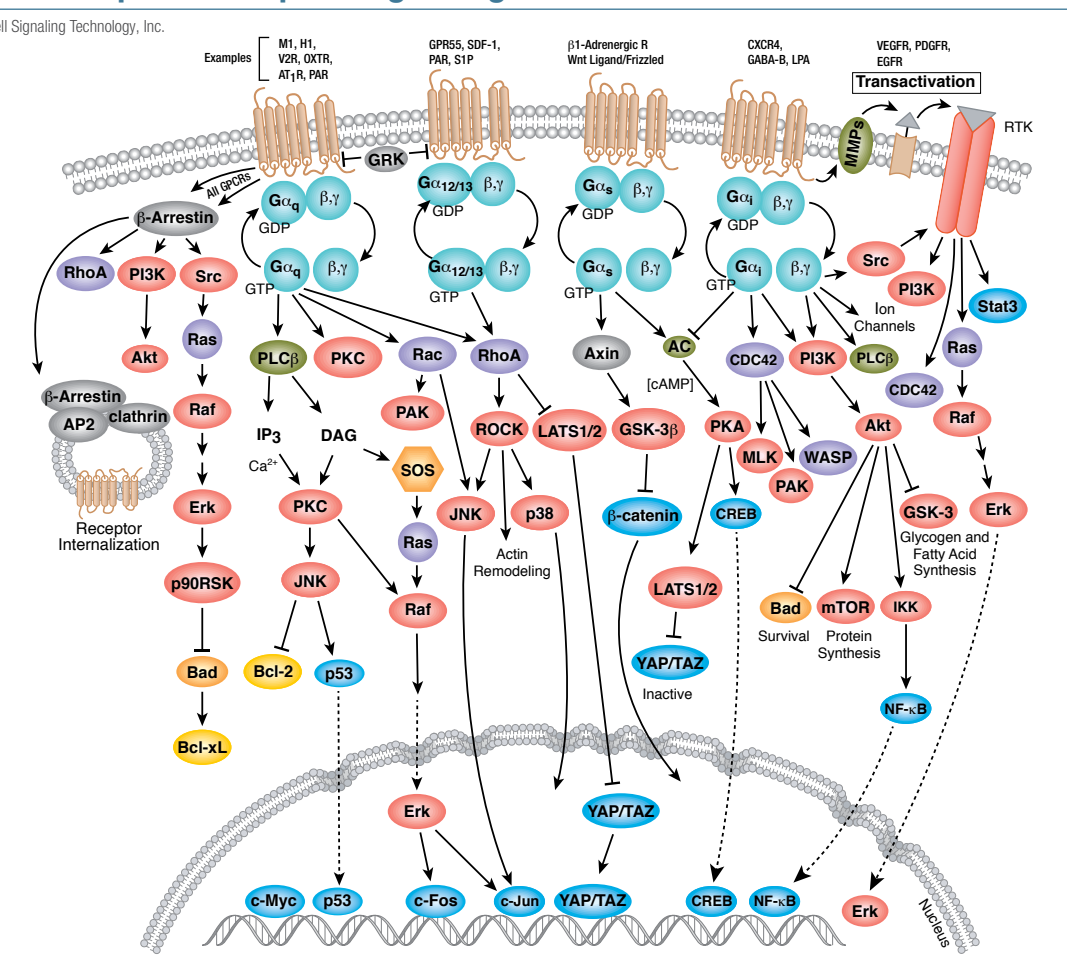 ell Signaling Technology, Inc.
Examples
M1, H1,
V2R, OXTR,
AT1R, PAR
GPR55, SDF-1,
PAR, S1P
β1-Adrenergic R
Wnt Ligand/Frizzled
CXCR4,
GABA-B, LPA
VEGFR, PDGFR,
EGFR
Transactivation
RTK
MMPs
GRK
All GPCRs
β-Arrestin
RhoA
PI3K
Src
Akt
Ras
Raf
Erk
p90RSK
Bad
Bcl-xL
β-Arrestin
AP2
clathrin
Receptor
Internalization
Gαq
β,γ
GDP
Gαq
β,γ
GTP
PLCβ
PKC
Rac
RhoA
PAK
IP3
DAG
Ca2+
SOS
PKC
Ras
JNK
Raf
Bcl-2
p53
Gα12/13
β,γ
GDP
Gα12/13
β,γ
GTP
ROCK
LATS1/2
JNK
p38
Actin
Remodeling
Gαs
β,γ
GDP
Gαs
β,γ
GTP
Axin
AC
[cAMP]
GSK-3β
β-catenin
PKA
CREB
LATS1/2
YAP/TAZ
Inactive
Gαi
β,γ
GDP
Gαi
β,γ
GTP
Src
PI3K
Ion
Channels
Stat3
CDC42
PI3K
PLCβ
Ras
CDC42
MLK
PAK
WASP
Akt
Raf
GSK-3
Glycogen and
Fatty Acid
Synthesis
Erk
Bad
Survival
mTOR
Protein
Synthesis
IKK
NF-κB
Erk
YAP/TAZ
c-Myc
p53
c-Fos
c-Jun
YAP/TAZ
CREB
NF-κB
Erk
Nucleus